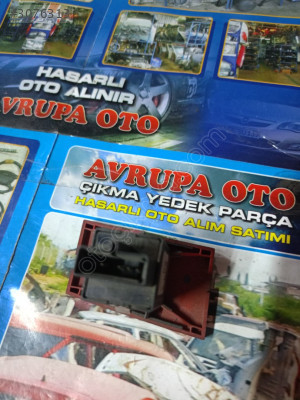 HASARLI
OTO ALINIR
AVRUPA OTO
AVRUPA OTO
ÇIKMA YEDEK PARÇA
HASARLI OTO ALIM SATIMI